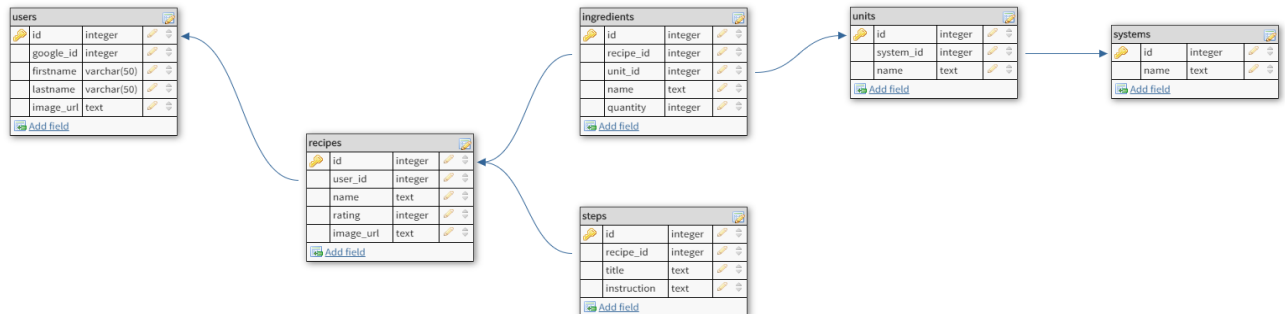 users
id integer
google_id integer
firstname varchar(50)
lastname varchar(50)
image_url text
Add field
recipes
id integer
user_id integer
name text
rating integer
image_url text
Add field
ingredients
id integer
recipe_id integer
unit_id integer
name text
quantity integer
Add field
steps
id integer
recipe_id integer
title text
instruction text
Add field
units
id integer
system_id integer
name text
Add field
systems
id integer
name text
Add field